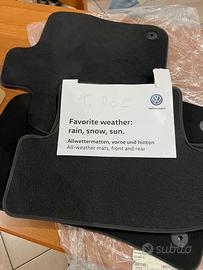 T. ROC
Favorite weather:
rain, snow, sun.
Allwettermatten, vorne und hinten
All-weather mats, front and rear
subito